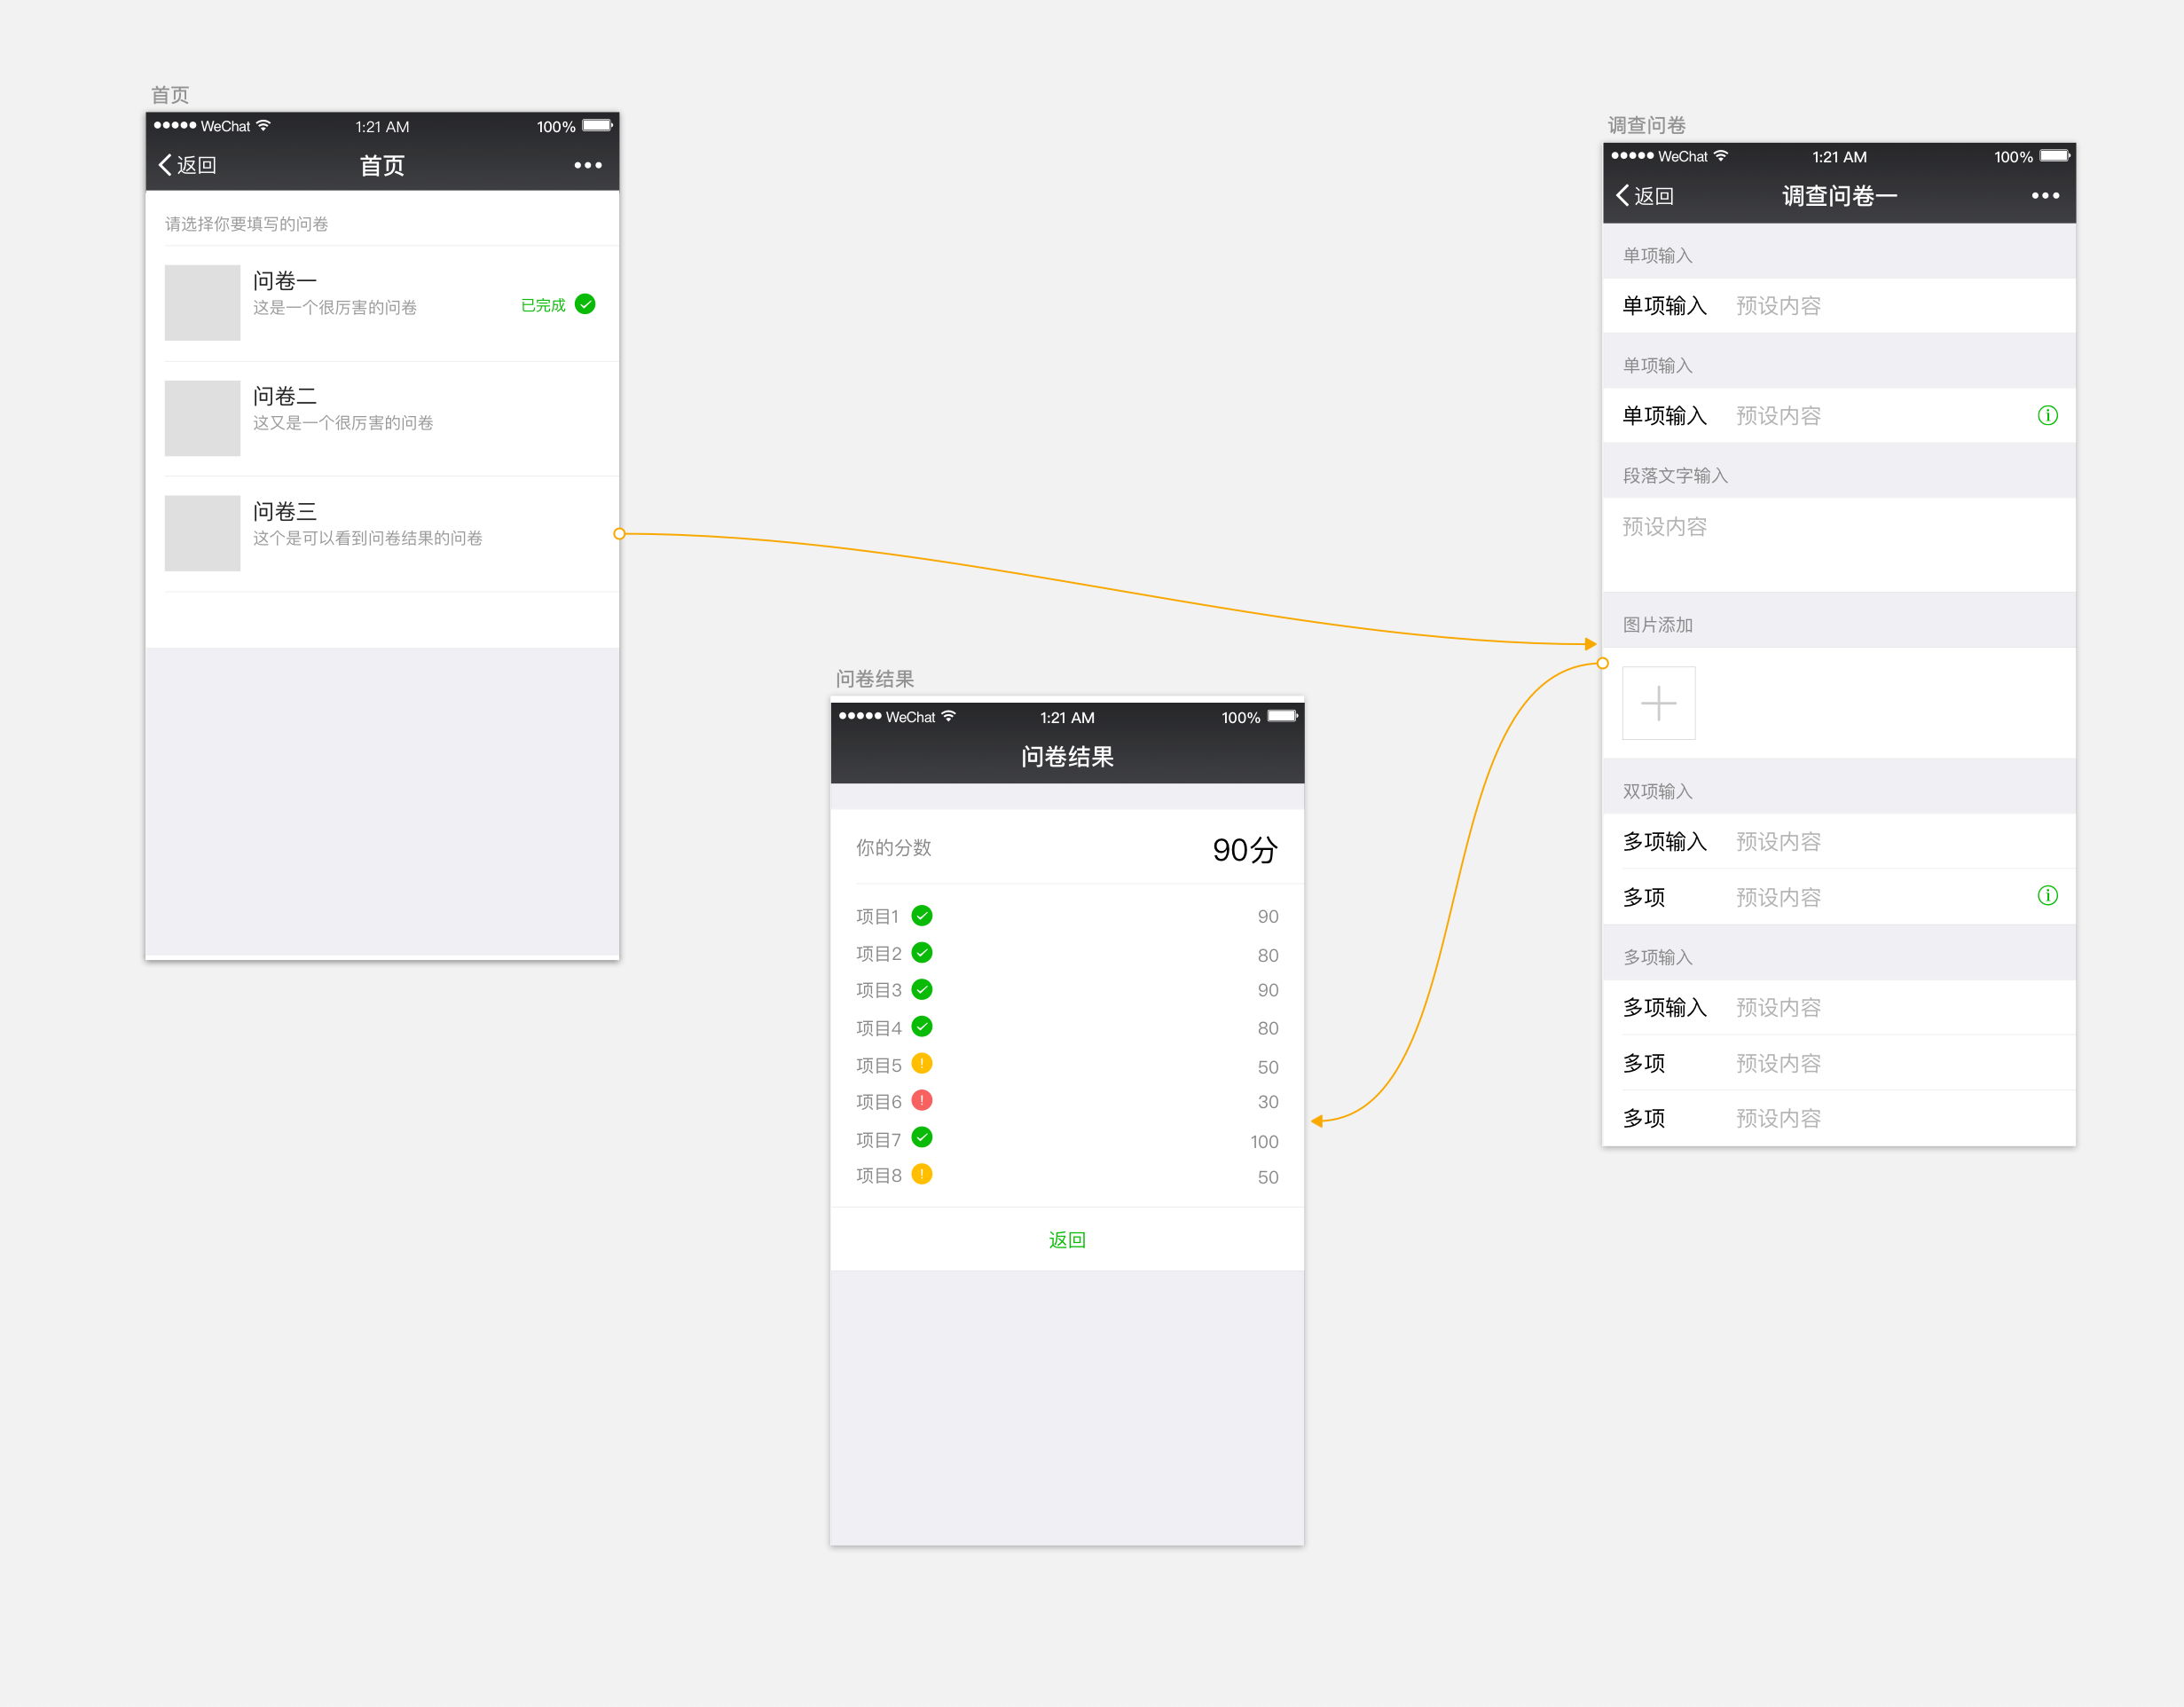 首页
WeChat 1:21 AM 100%
返回 首页
请选择你要填写的问卷
问卷一
这是一个很厉害的问卷 已完成
问卷二
这又是一个很厉害的问卷
问卷三
这个是可以看到问卷结果的问卷
问卷结果
WeChat 1:21 AM 100%
问卷结果
你的分数 90分
项目1 90
项目2 80
项目3 90
项目4 80
项目5 50
项目6 30
项目7 100
项目8 50
返回
调查问卷
WeChat 1:21 AM 100%
返回 调查问卷一
单项输入
单项输入 预设内容
单项输入
单项输入 预设内容
段落文字输入
预设内容
图片添加
双项输入
多项输入 预设内容
多项 预设内容
多项输入
多项输入 预设内容
多项 预设内容
多项 预设内容